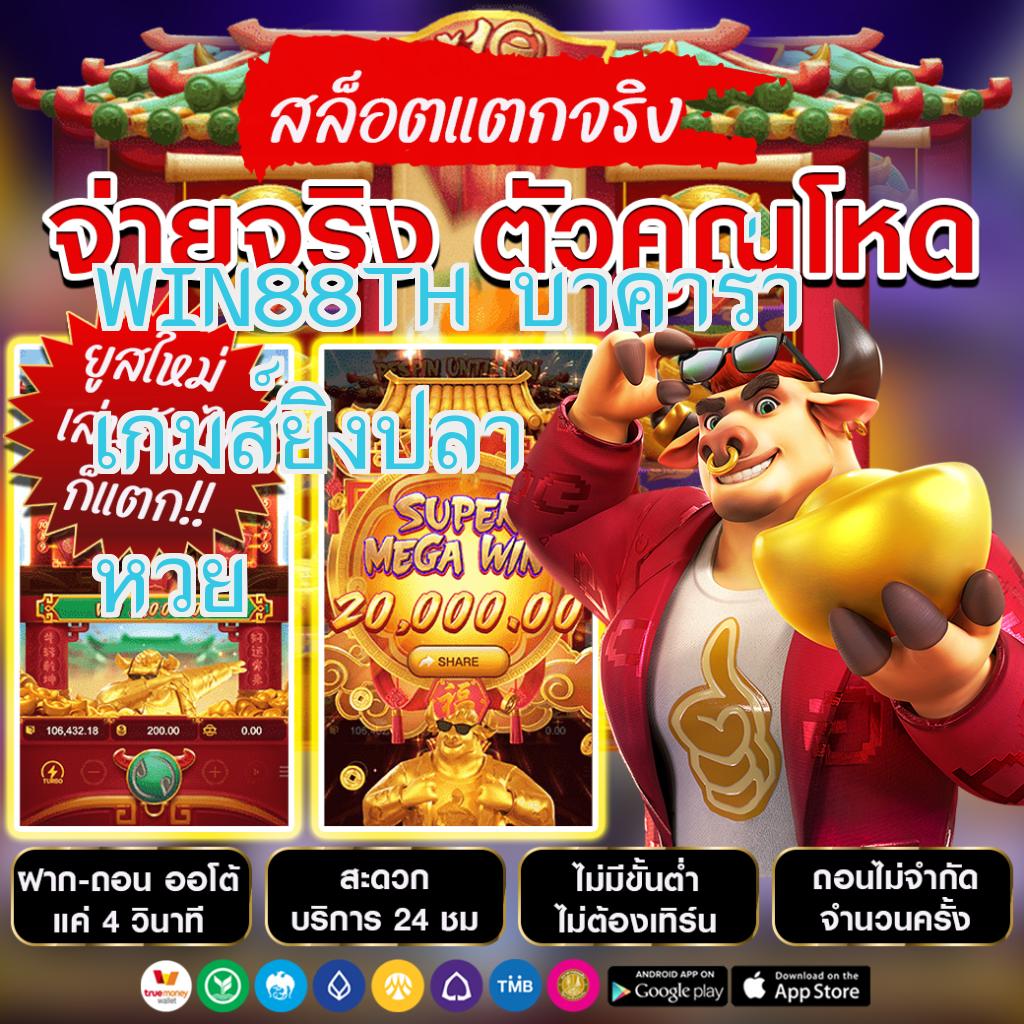 สล็อตแตกจริง
จ่ายจริง ตัวคูณโหด
WIN88TH บาคารา
ยูสใหม่
เกมส์ยิงปลา
ก็แตก!!
หวย
SUPER
MEGA WIN
20,000.00
SHARE
106,432.18 200.00 0.00
TURBO
ฝาก-ถอน ออโต้
แค่ 4 วินาที
สะดวก
บริการ 24 ชม
ไม่มีขั้นต่ำ
ไม่ต้องเทิร์น
ถอนไม่จำกัด
จำนวนครั้ง
truemoney
wallet
TMB
ANDROID APP ON
Google play
Download on the
App Store